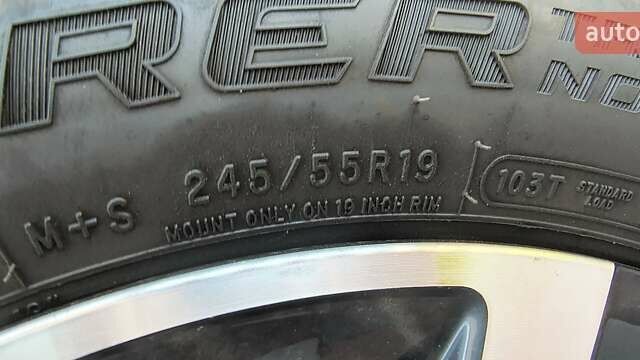 auto
RER
NO
M+S 245/55R19 103T STANDARD LOAD
MOUNT ONLY ON 19 INCH RIM